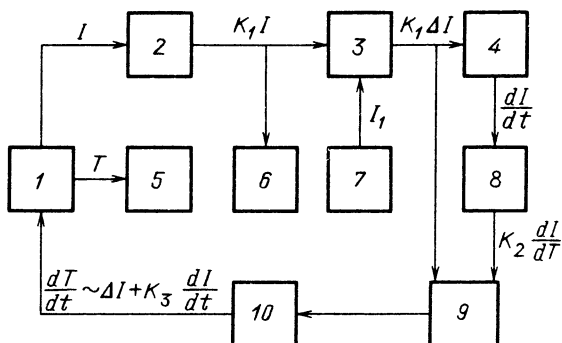 I
K₁I
K₁ΔI
2
3
4
I₁
dI/dt
1
T
5
6
7
8
K₂ dI/dT
dT/dt ~ ΔI + K₃ dI/dt
10
9